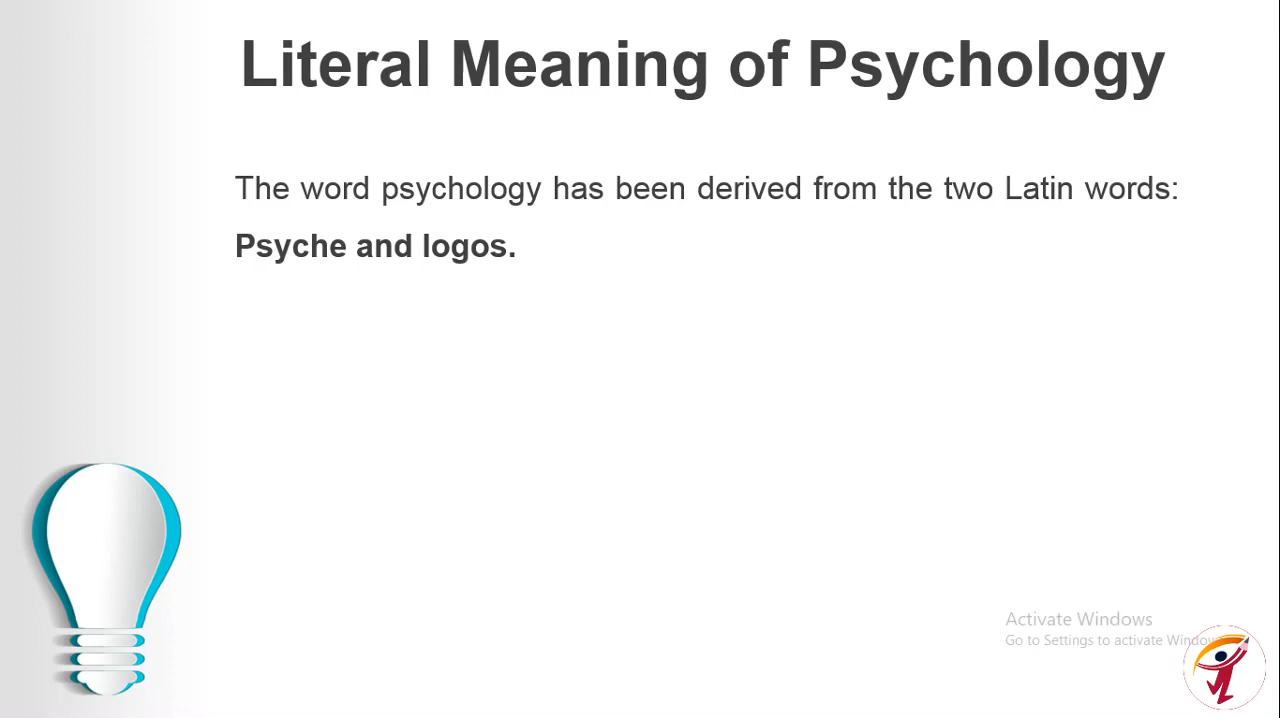 Literal Meaning of Psychology
The word psychology has been derived from the two Latin words:
Psyche and logos.
Activate Windows
Go to Settings to activate